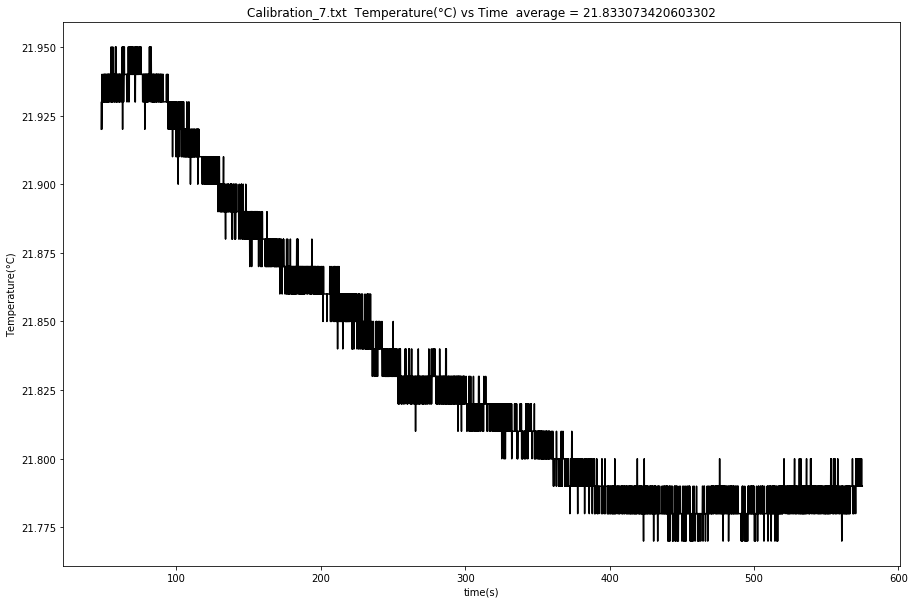 Calibration_7.txt  Temperature(°C) vs Time  average = 21.833073420603302
21.950
21.925
21.900
21.875
21.850
21.825
21.800
21.775
Temperature(°C)
100 200 300 400 500 600
time(s)